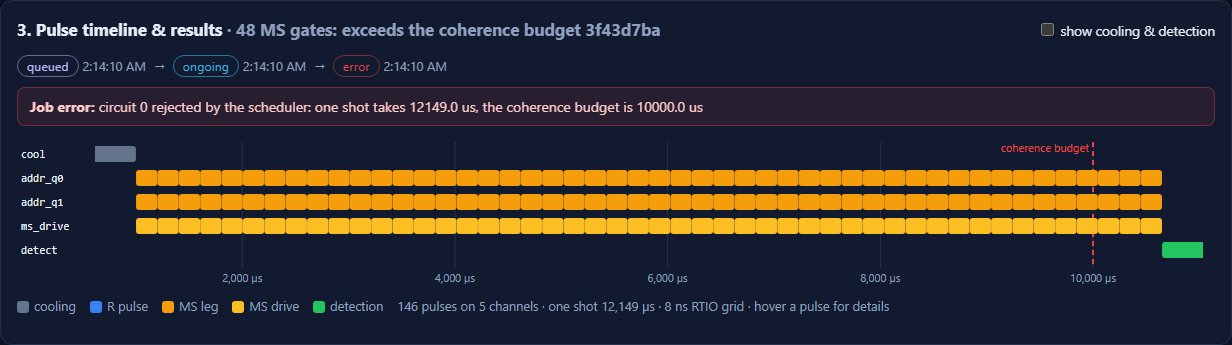 3. Pulse timeline & results · 48 MS gates: exceeds the coherence budget 3f43d7ba
show cooling & detection
queued 2:14:10 AM → ongoing 2:14:10 AM → error 2:14:10 AM
Job error: circuit 0 rejected by the scheduler: one shot takes 12149.0 us, the coherence budget is 10000.0 us
coherence budget
cool
addr_q0
addr_q1
ms_drive
detect
2,000 µs 4,000 µs 6,000 µs 8,000 µs 10,000 µs
cooling R pulse MS leg MS drive detection 146 pulses on 5 channels · one shot 12,149 µs · 8 ns RTIO grid · hover a pulse for details